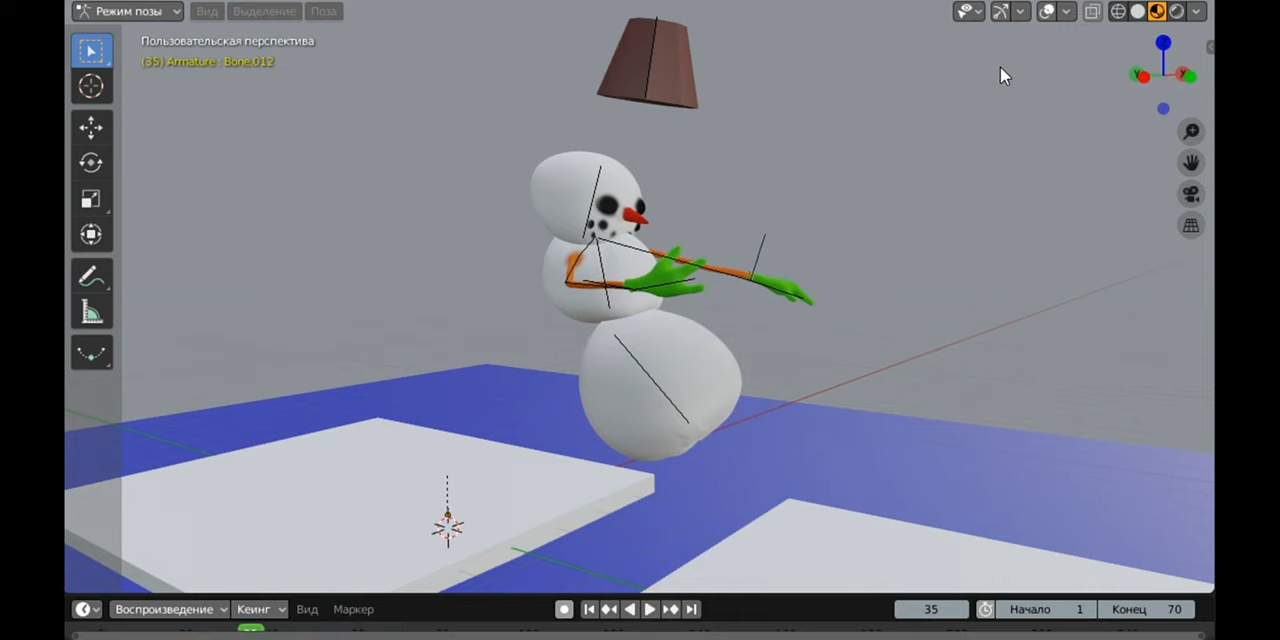 Режим позы Вид Выделение Поза
Пользовательская перспектива
(35) Armature : Bone.012
Z
Y X
Воспроизведение Кеинг Вид Маркер 35 Начало 1 Конец 70